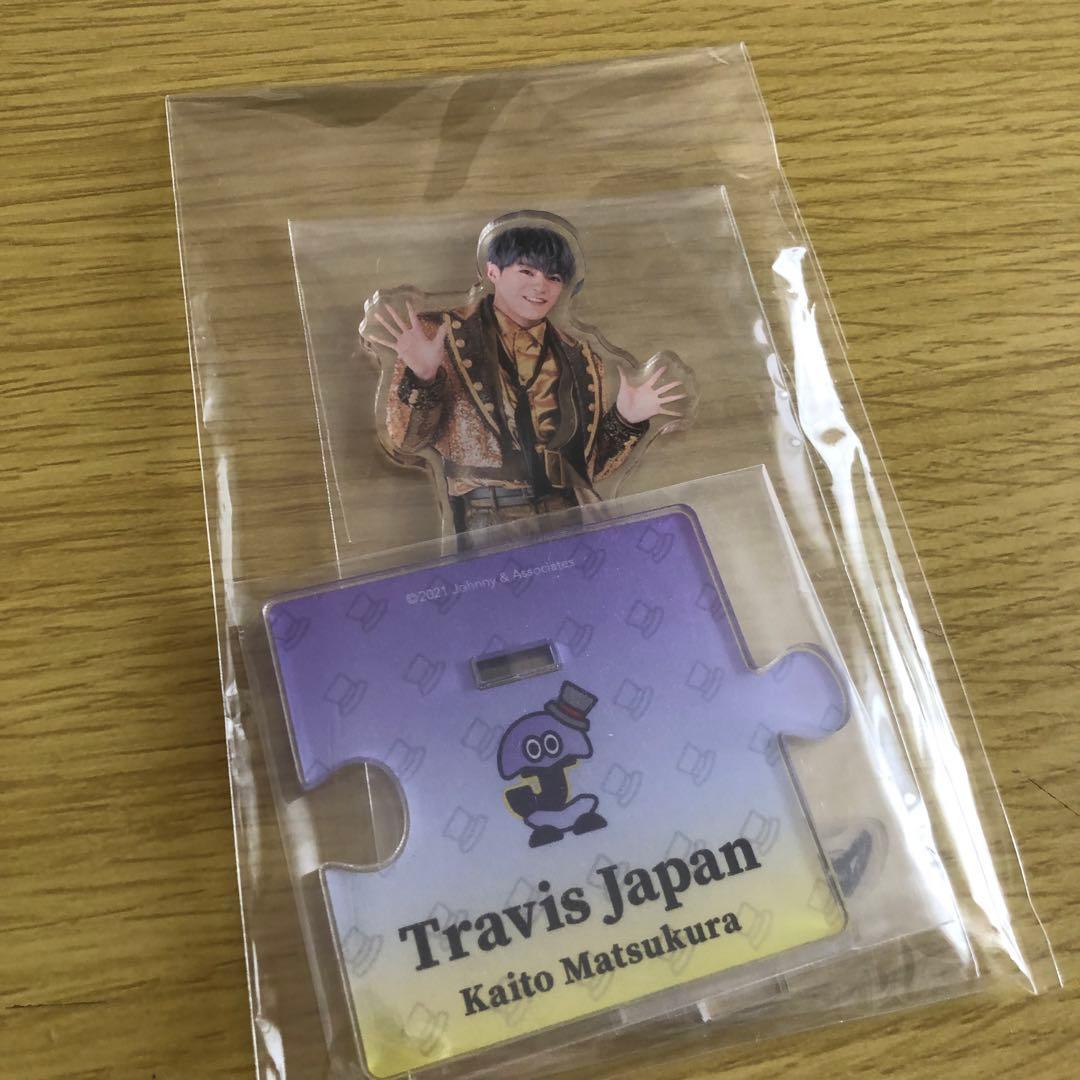 ©2021 Johnny & Associates
Travis Japan
Kaito Matsukura